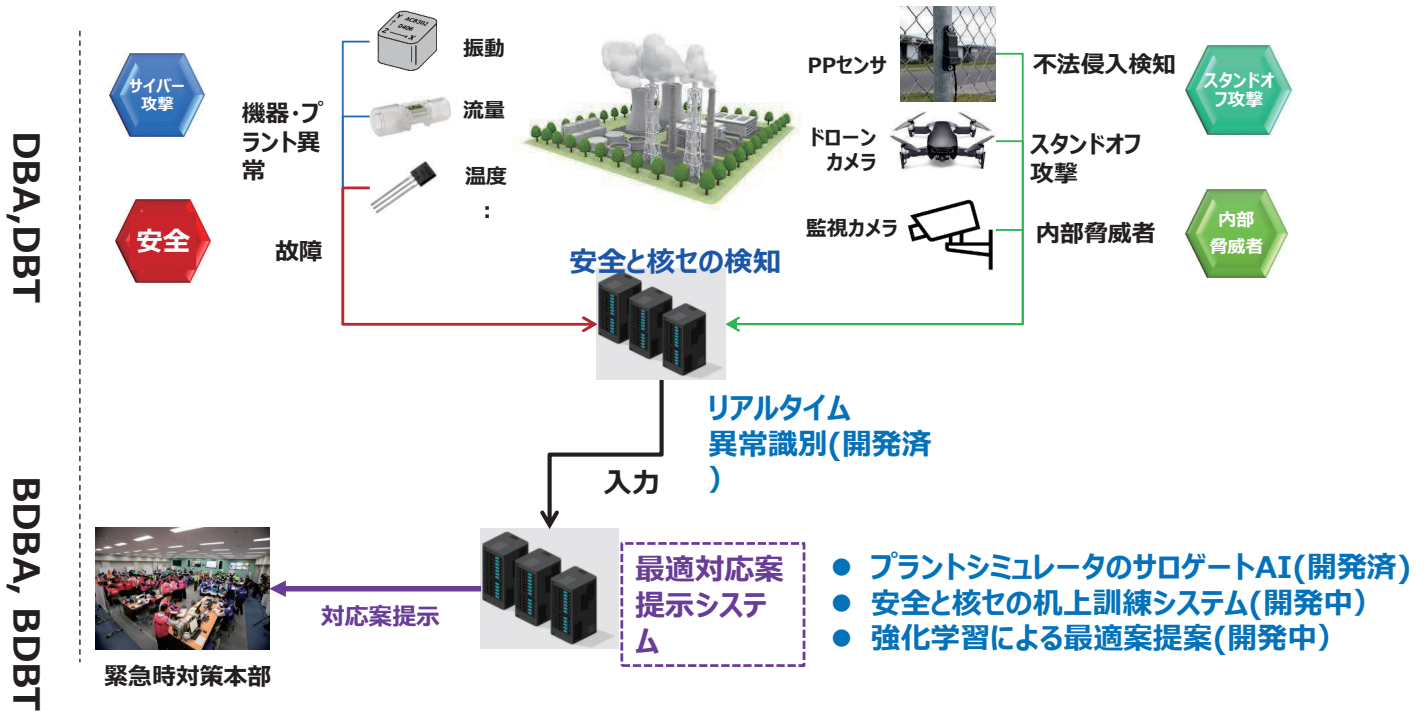 DBA,DBT
サイバー
攻撃
安全
機器・プ
ラント異
常
故障
Y AC8302
0406
Z X
振動
流量
温度
:
PPセンサ
ドローン
カメラ
監視カメラ
不法侵入検知
スタンドオフ
攻撃
内部脅威者
スタンドオ
フ攻撃
内部
脅威者
安全と核セの検知
リアルタイム
異常識別(開発済
)
入力
BDBA, BDBT
緊急時対策本部
対応案提示
最適対応案
提示システ
ム
● プラントシミュレータのサロゲートAI(開発済)
● 安全と核セの机上訓練システム(開発中)
● 強化学習による最適案提案(開発中)